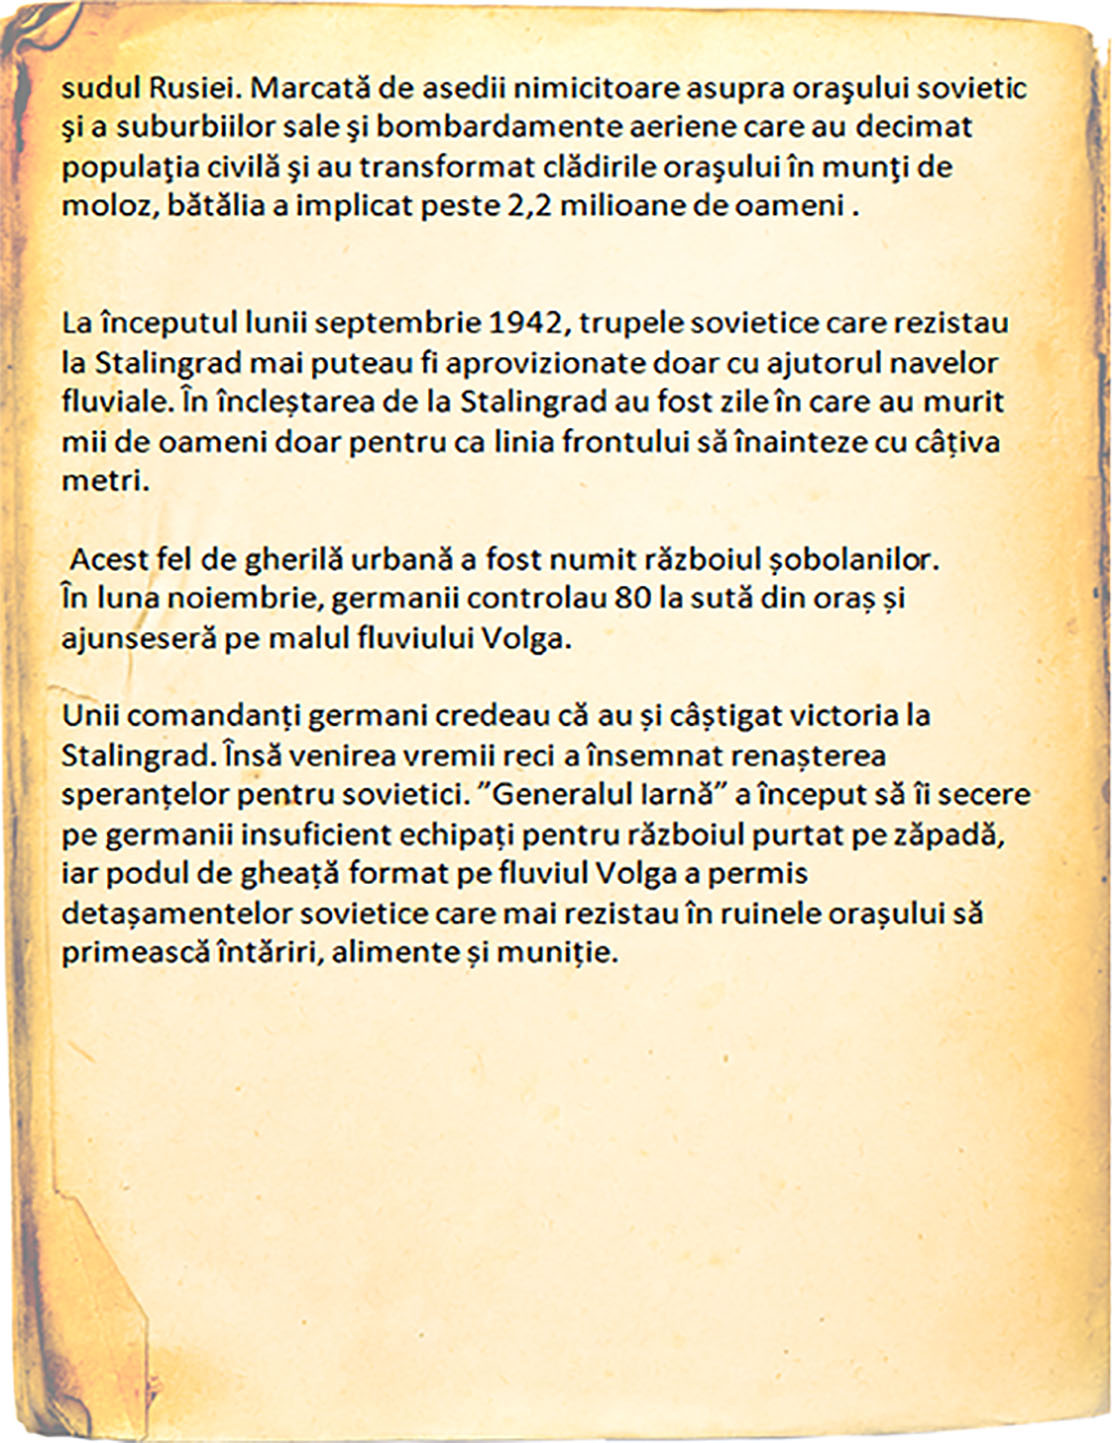 sudul Rusiei. Marcată de asedii nimicitoare asupra oraşului sovietic
şi a suburbiilor sale şi bombardamente aeriene care au decimat
populaţia civilă şi au transformat clădirile oraşului în munţi de
moloz, bătălia a implicat peste 2,2 milioane de oameni .
La începutul lunii septembrie 1942, trupele sovietice care rezistau
la Stalingrad mai puteau fi aprovizionate doar cu ajutorul navelor
fluviale. În încleștarea de la Stalingrad au fost zile în care au murit
mii de oameni doar pentru ca linia frontului să înainteze cu câțiva
metri.
Acest fel de gherilă urbană a fost numit războiul șobolanilor.
În luna noiembrie, germanii controlau 80 la sută din oraș și
ajunseseră pe malul fluviului Volga.
Unii comandanți germani credeau că au și câștigat victoria la
Stalingrad. Însă venirea vremii reci a însemnat renașterea
speranțelor pentru sovietici. ”Generalul Iarnă” a început să îi secere
pe germanii insuficient echipați pentru războiul purtat pe zăpadă,
iar podul de gheață format pe fluviul Volga a permis
detașamentelor sovietice care mai rezistau în ruinele orașului să
primească întăriri, alimente și muniție.